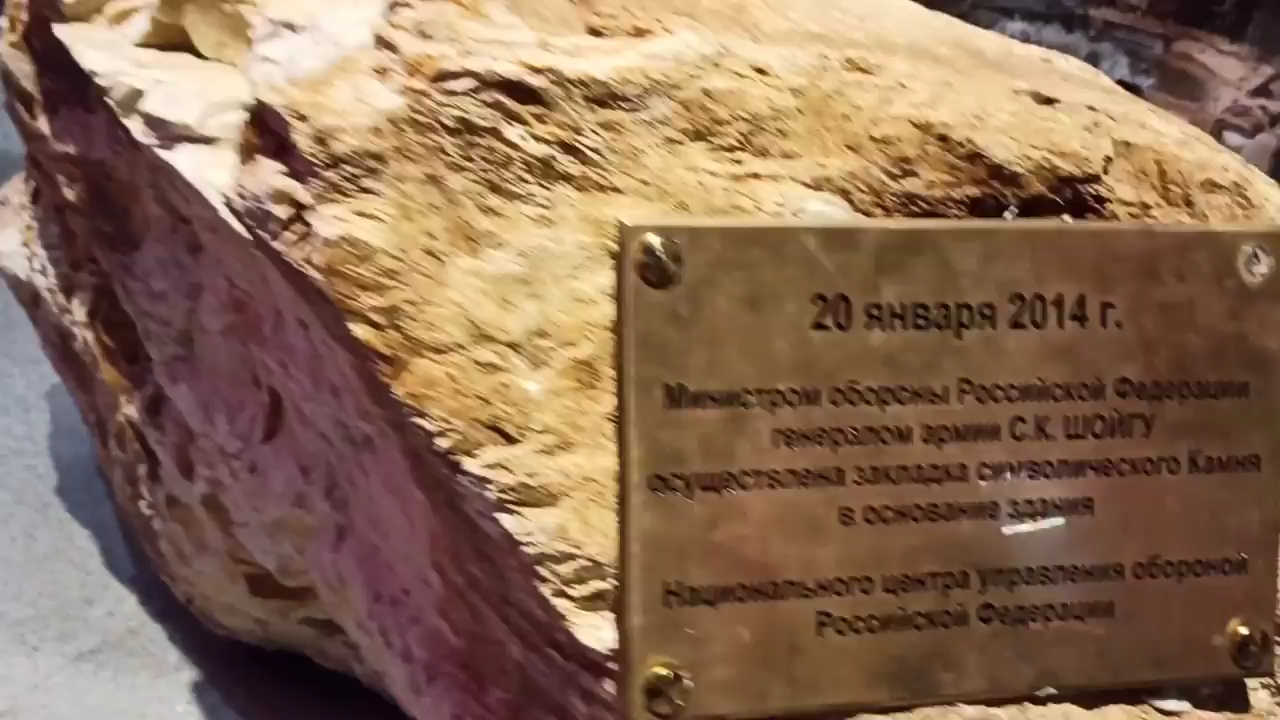 20 января 2014 г.
Министром обороны Российской Федерации
генералом армии С.К. ШОЙГУ
осуществлена закладка символического Камня
в основание здания
Национального центра управления обороной
Российской Федерации